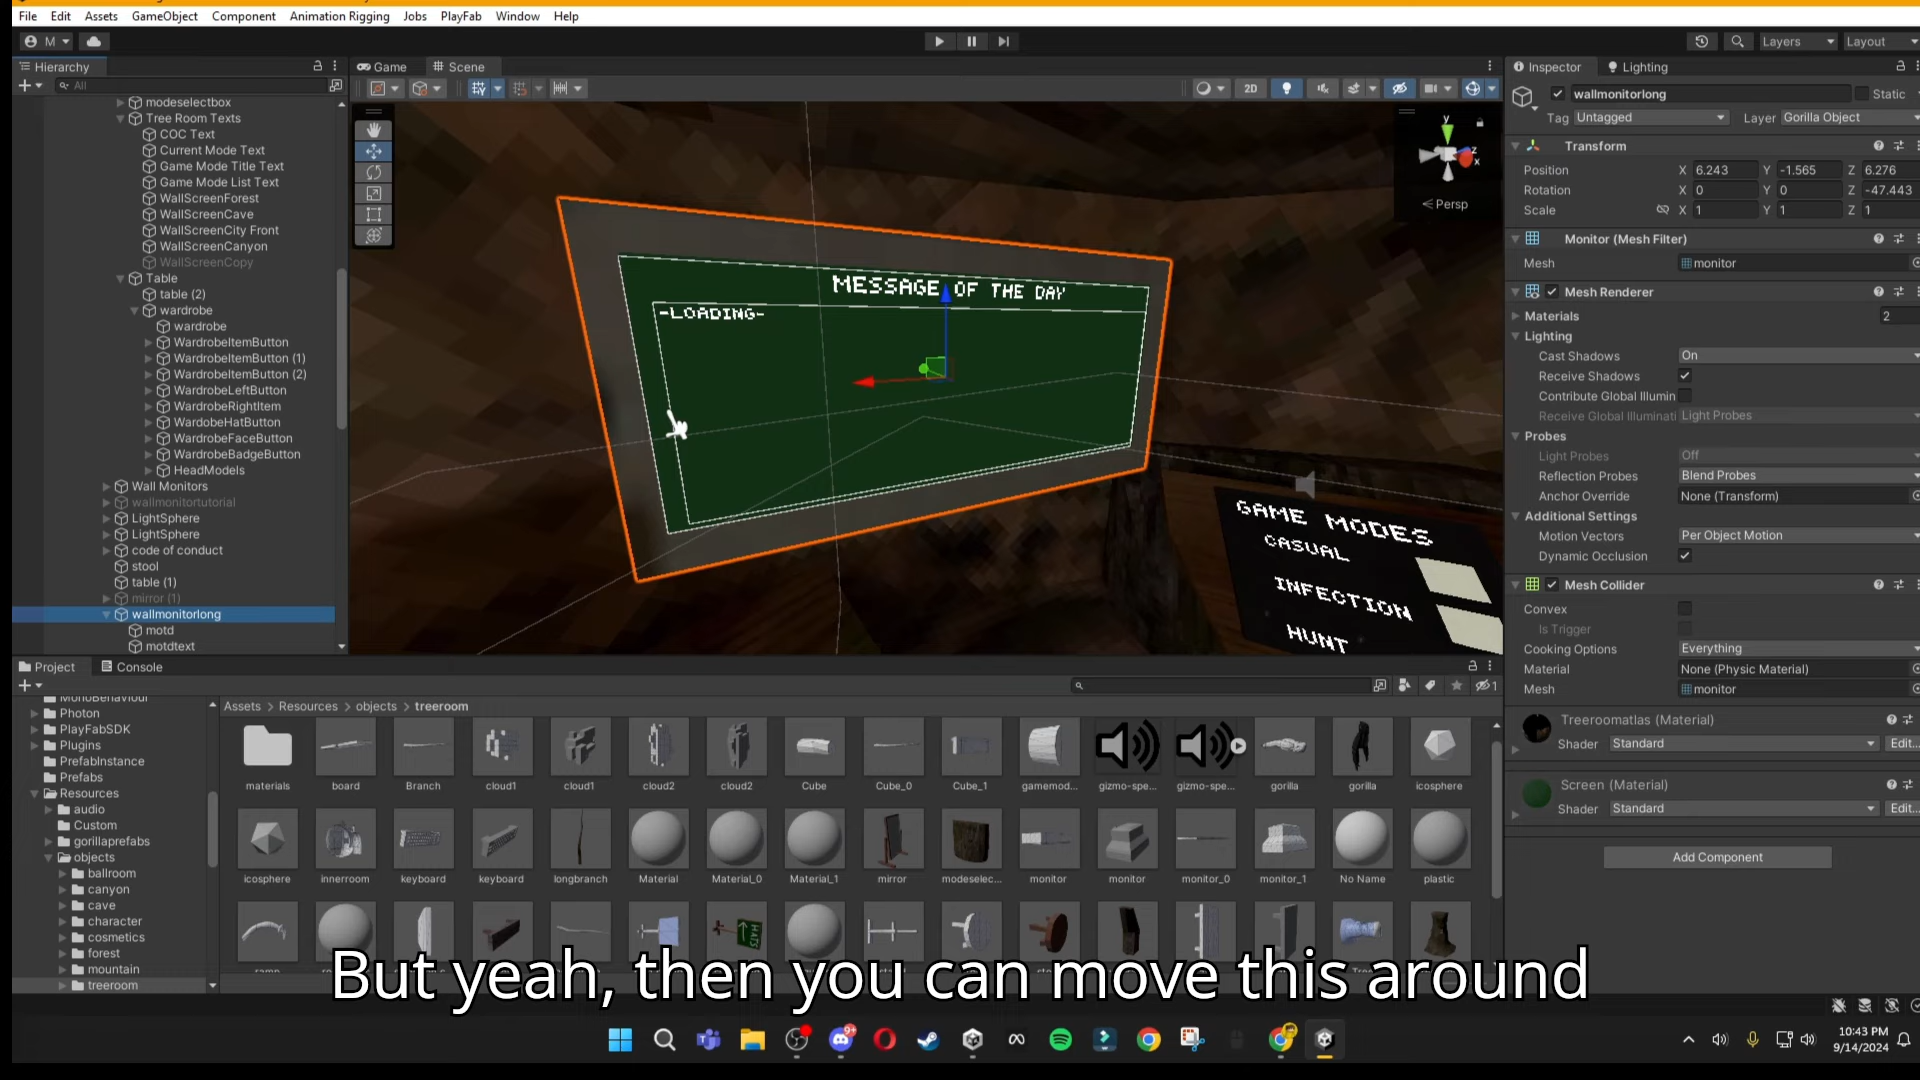 File Edit Assets GameObject Component Animation Rigging Jobs PlayFab Window Help
M Layers Layout
Hierarchy Game Scene Inspector Lighting
All 2D
modeselectbox
Tree Room Texts
COC Text
Current Mode Text
Game Mode Title Text
Game Mode List Text
WallScreenForest
WallScreenCave
WallScreenCity Front
WallScreenCanyon
WallScreenCopy
Table
table (2)
wardrobe
wardrobe
WardrobeItemButton
WardrobeItemButton (1)
WardrobeItemButton (2)
WardrobeLeftButton
WardrobeRightItem
WardobeHatButton
WardrobeFaceButton
WardrobeBadgeButton
HeadModels
Wall Monitors
wallmonitortutorial
LightSphere
LightSphere
code of conduct
stool
table (1)
mirror (1)
wallmonitorlong
motd
motdtext
y
z
x
Persp
MESSAGE OF THE DAY
-LOADING-
GAME MODES
CASUAL
INFECTION
HUNT
wallmonitorlong Static
Tag Untagged Layer Gorilla Object
Transform
Position X 6.243 Y -1.565 Z 6.276
Rotation X 0 Y 0 Z -47.443
Scale X 1 Y 1 Z 1
Monitor (Mesh Filter)
Mesh monitor
Mesh Renderer
Materials 2
Lighting
Cast Shadows On
Receive Shadows
Contribute Global Illumin
Receive Global Illuminati Light Probes
Probes
Light Probes Off
Reflection Probes Blend Probes
Anchor Override None (Transform)
Additional Settings
Motion Vectors Per Object Motion
Dynamic Occlusion
Mesh Collider
Convex
Is Trigger
Cooking Options Everything
Material None (Physic Material)
Mesh monitor
Treeroomatlas (Material)
Shader Standard Edit...
Screen (Material)
Shader Standard Edit...
Add Component
Project Console
1
MonoBehaviour
Photon
PlayFabSDK
Plugins
PrefabInstance
Prefabs
Resources
audio
Custom
gorillaprefabs
objects
ballroom
canyon
cave
character
cosmetics
forest
mountain
treeroom
Assets > Resources > objects > treeroom
materials board Branch cloud1 cloud1 cloud2 cloud2 Cube Cube_0 Cube_1 gamemod... gizmo-spe... gizmo-spe... gorilla gorilla icosphere
icosphere innerroom keyboard keyboard longbranch Material Material_0 Material_1 mirror modeselec... monitor monitor monitor_0 monitor_1 No Name plastic
HATS
But yeah, then you can move this around
9+
10:43 PM
9/14/2024